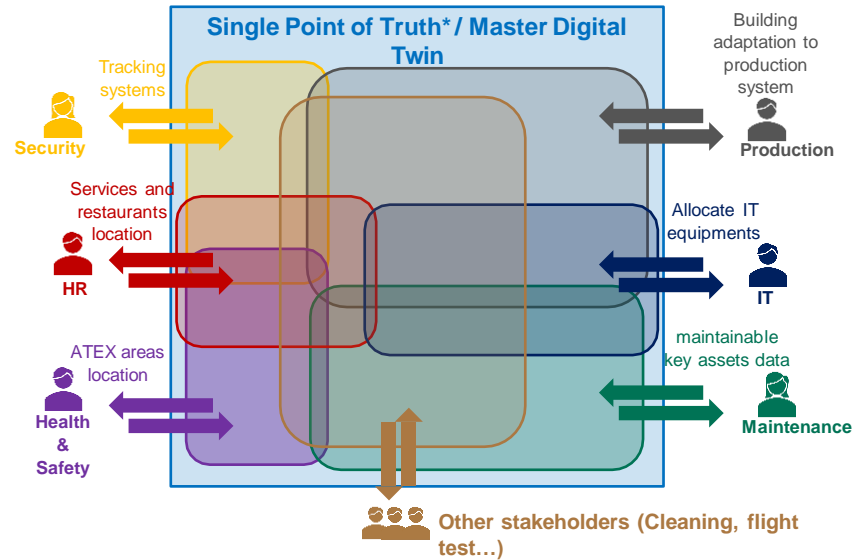 Single Point of Truth* / Master Digital
Twin
Tracking
systems
Security
Building
adaptation to
production
system
Production
Services and
restaurants
location
HR
Allocate IT
equipments
IT
ATEX areas
location
Health
&
Safety
maintainable
key assets data
Maintenance
Other stakeholders (Cleaning, flight
test…)